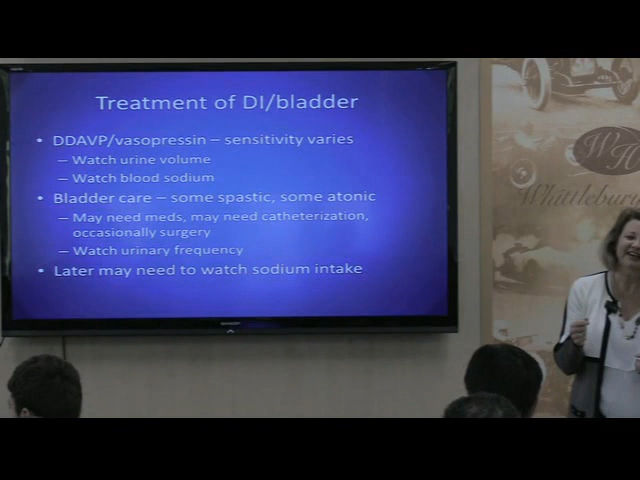 Treatment of DI/bladder
• DDAVP/vasopressin – sensitivity varies
– Watch urine volume
– Watch blood sodium
• Bladder care – some spastic, some atonic
– May need meds, may need catheterization,
occasionally surgery
– Watch urinary frequency
• Later may need to watch sodium intake
WH
Whittlebury